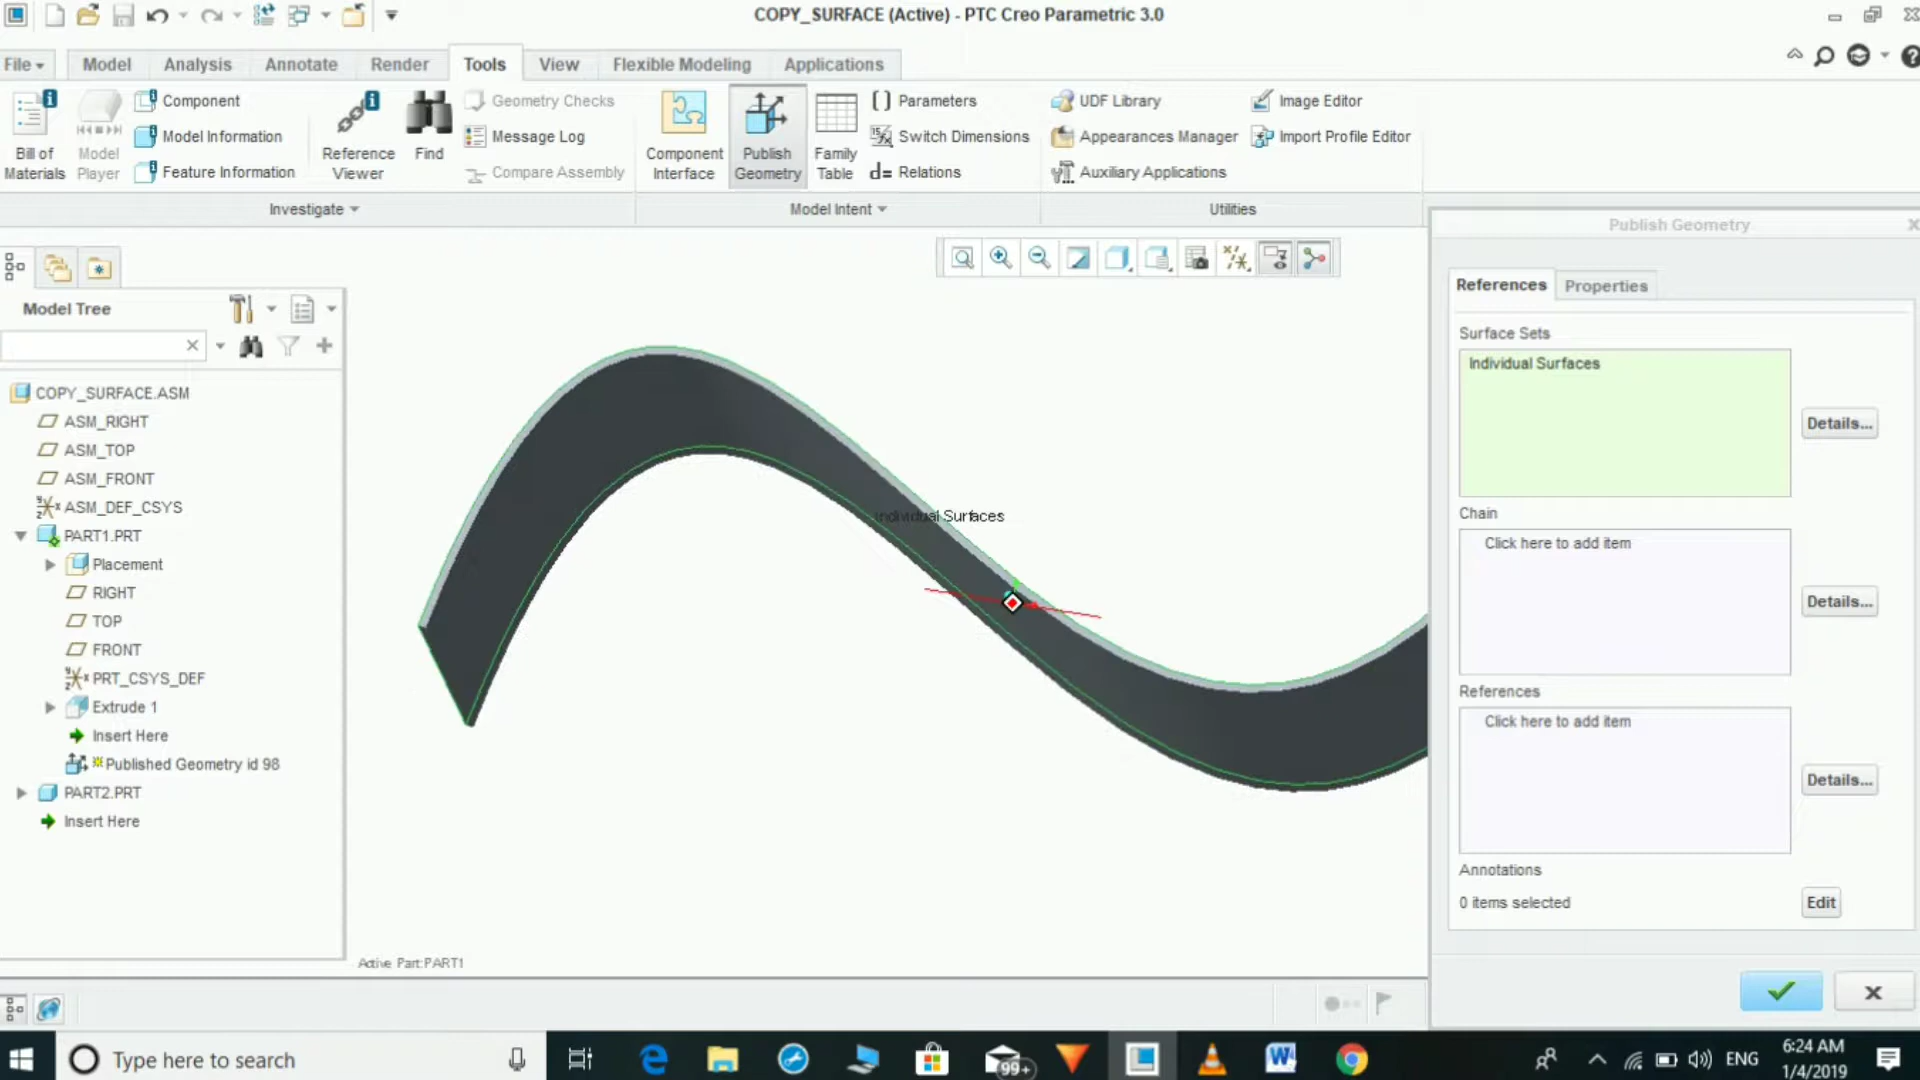 COPY_SURFACE (Active) - PTC Creo Parametric 3.0
File
Model
Analysis
Annotate
Render
Tools
View
Flexible Modeling
Applications
Bill of Materials
Model Player
Component
Model Information
Feature Information
Reference Viewer
Find
Geometry Checks
Message Log
Compare Assembly
Component Interface
Publish Geometry
Family Table
Parameters
Switch Dimensions
d= Relations
UDF Library
Appearances Manager
Auxiliary Applications
Image Editor
Import Profile Editor
Investigate
Model Intent
Utilities
Model Tree
COPY_SURFACE.ASM
ASM_RIGHT
ASM_TOP
ASM_FRONT
ASM_DEF_CSYS
PART1.PRT
Placement
RIGHT
TOP
FRONT
PRT_CSYS_DEF
Extrude 1
Insert Here
Published Geometry id 98
PART2.PRT
Insert Here
Individual Surfaces
Active Part:PART1
Publish Geometry
References
Properties
Surface Sets
Individual Surfaces
Details...
Chain
Click here to add item
Details...
References
Click here to add item
Details...
Annotations
0 items selected
Edit
Type here to search
99+
ENG
6:24 AM
1/4/2019